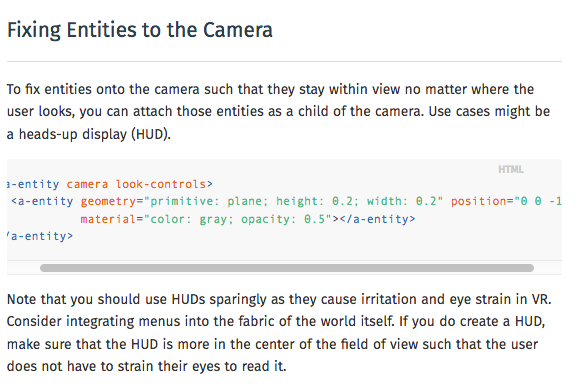 Fixing Entities to the Camera
To fix entities onto the camera such that they stay within view no matter where the
user looks, you can attach those entities as a child of the camera. Use cases might be
a heads-up display (HUD).
HTML
a-entity camera look-controls>
<a-entity geometry="primitive: plane; height: 0.2; width: 0.2" position="0 0 -1
material="color: gray; opacity: 0.5"></a-entity>
/a-entity>
Note that you should use HUDs sparingly as they cause irritation and eye strain in VR.
Consider integrating menus into the fabric of the world itself. If you do create a HUD,
make sure that the HUD is more in the center of the field of view such that the user
does not have to strain their eyes to read it.